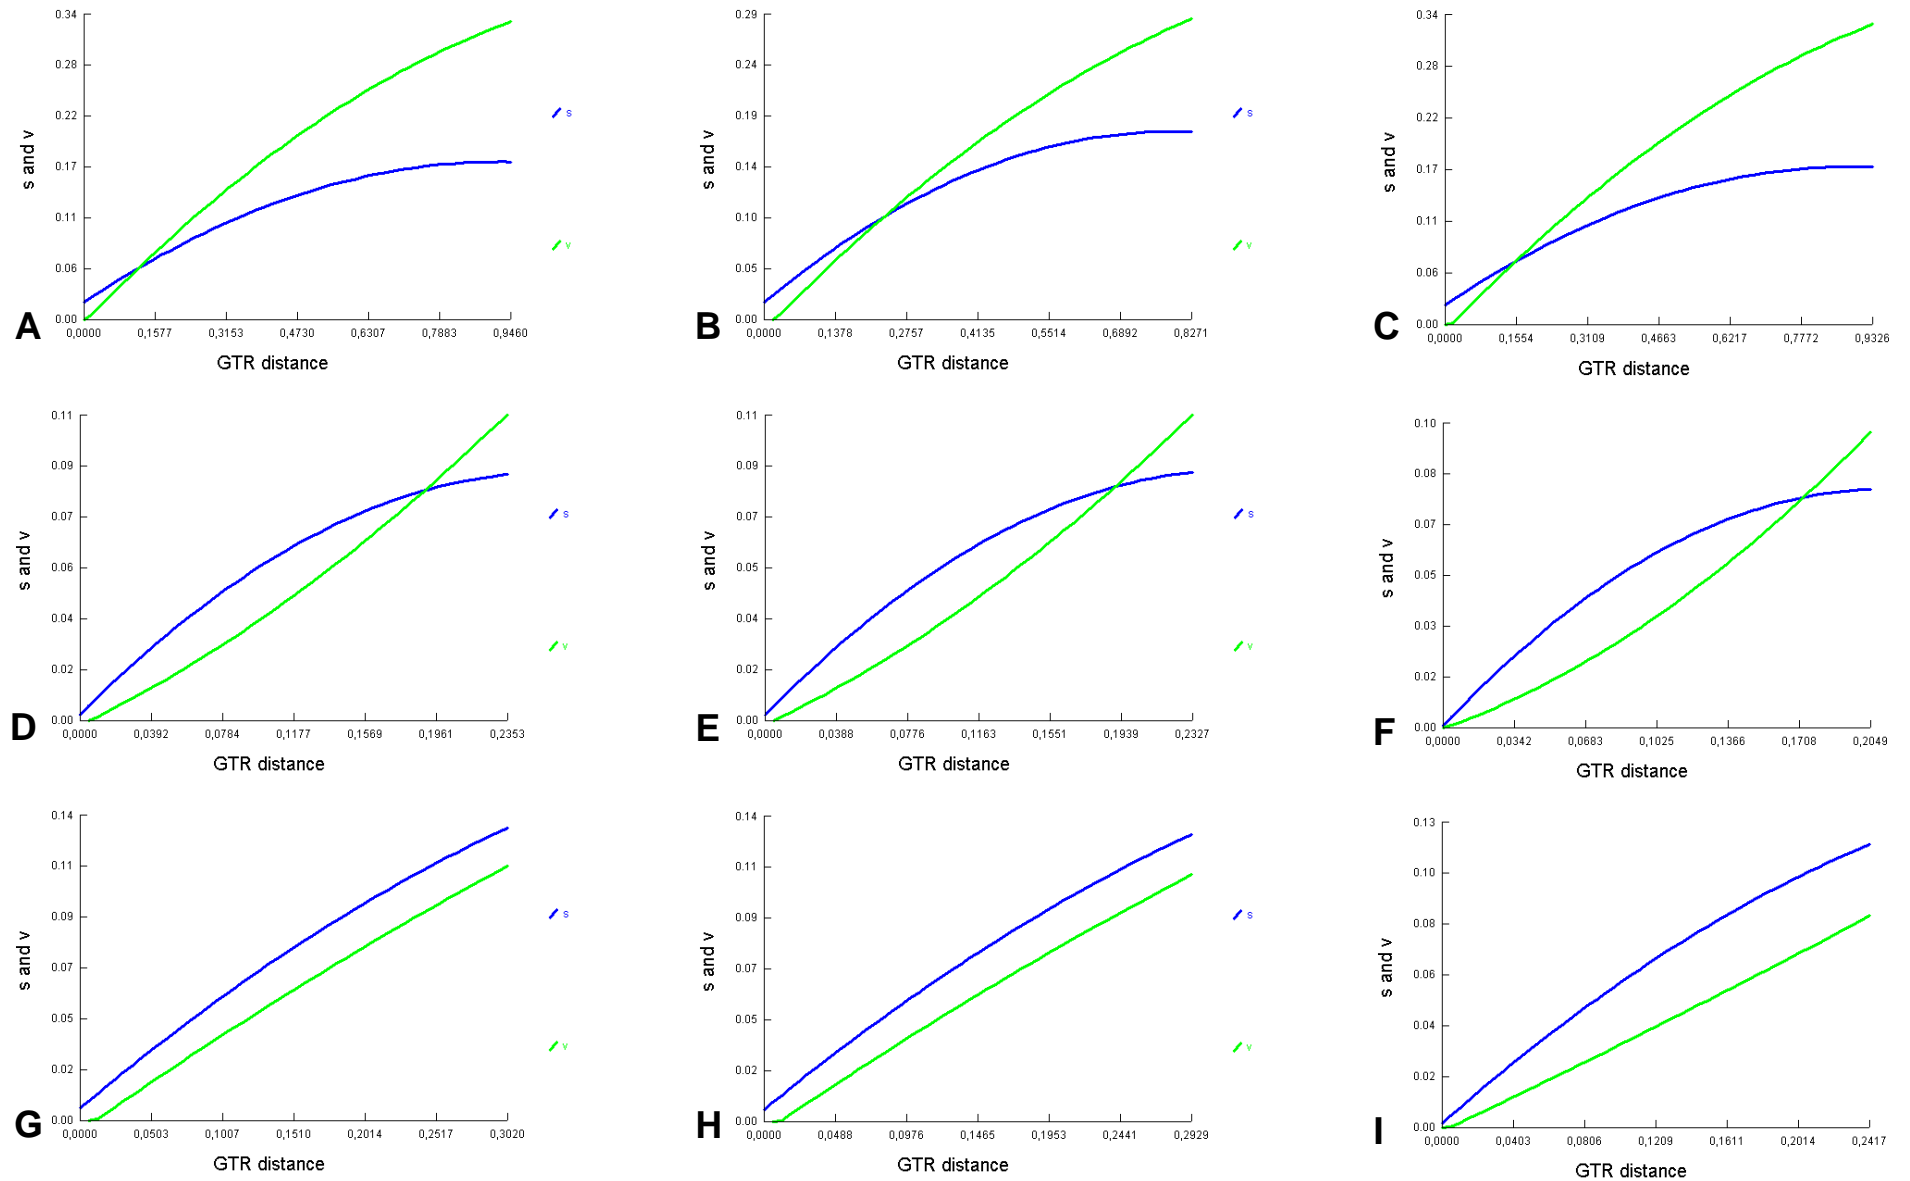 0.34
0.28
0.22
0.17
0.11
0.06
0.00
s and v
s
v
A
0,0000 0,1577 0,3153 0,4730 0,6307 0,7883 0,9460
GTR distance
0.29
0.24
0.19
0.14
0.10
0.05
0.00
s and v
s
v
B
0,0000 0,1378 0,2757 0,4135 0,5514 0,6892 0,8271
GTR distance
0.34
0.28
0.22
0.17
0.11
0.06
0.00
s and v
C
0,0000 0,1554 0,3109 0,4663 0,6217 0,7772 0,9326
GTR distance
0.11
0.09
0.07
0.06
0.04
0.02
0.00
s and v
s
v
D
0,0000 0,0392 0,0784 0,1177 0,1569 0,1961 0,2353
GTR distance
0.11
0.09
0.07
0.05
0.04
0.02
0.00
s and v
s
v
E
0,0000 0,0388 0,0776 0,1163 0,1551 0,1939 0,2327
GTR distance
0.10
0.08
0.07
0.05
0.03
0.02
0.00
s and v
F
0,0000 0,0342 0,0683 0,1025 0,1366 0,1708 0,2049
GTR distance
0.14
0.11
0.09
0.07
0.05
0.02
0.00
s and v
s
v
G
0,0000 0,0503 0,1007 0,1510 0,2014 0,2517 0,3020
GTR distance
0.14
0.11
0.09
0.07
0.05
0.02
0.00
s and v
s
v
H
0,0000 0,0488 0,0976 0,1465 0,1953 0,2441 0,2929
GTR distance
0.13
0.10
0.08
0.06
0.04
0.02
0.00
s and v
I
0,0000 0,0403 0,0806 0,1209 0,1611 0,2014 0,2417
GTR distance